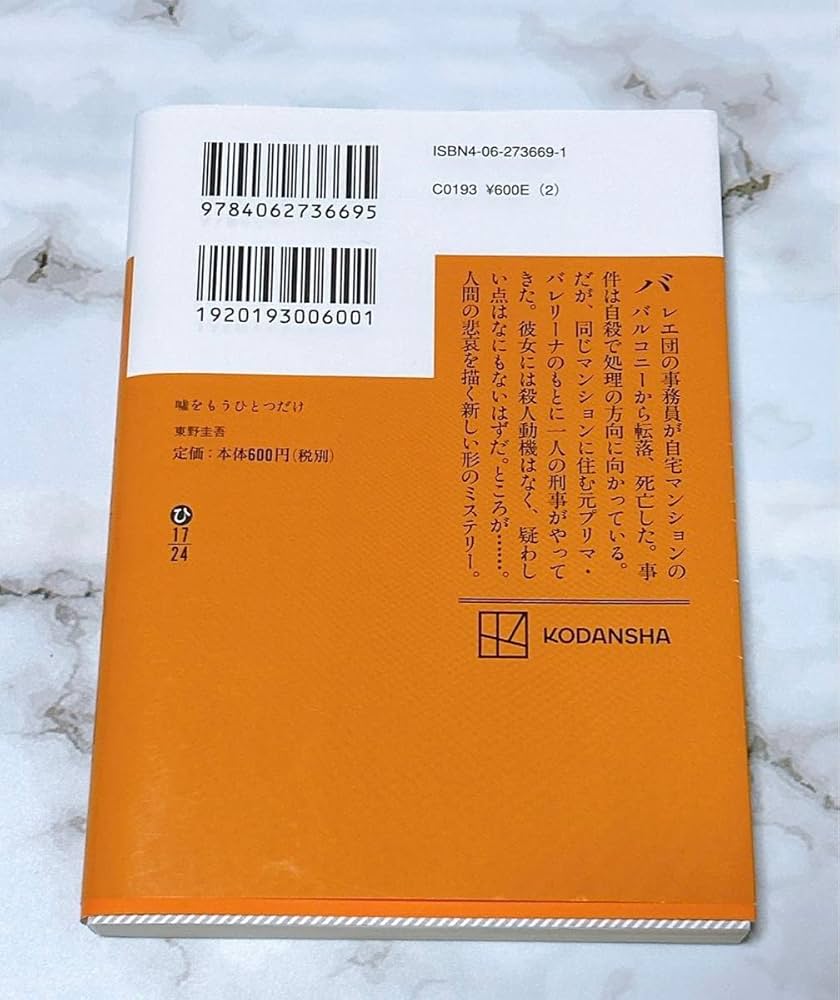 ISBN4-06-273669-1
C0193 ¥600E (2)
9784062736695
1920193006001
バレエ団の事務員が自宅マンションの
バルコニーから転落、死亡した。事
件は自殺で処理の方向に向かっている。
だが、同じマンションに住む元プリマ・
バレリーナのもとに一人の刑事がやって
きた。彼女には殺人動機はなく、疑わし
い点はなにもないはずだ。ところが……。
人間の悲哀を描く新しい形のミステリー。
嘘をもうひとつだけ
東野圭吾
定価:本体600円(税別)
ひ
17
24
KODANSHA